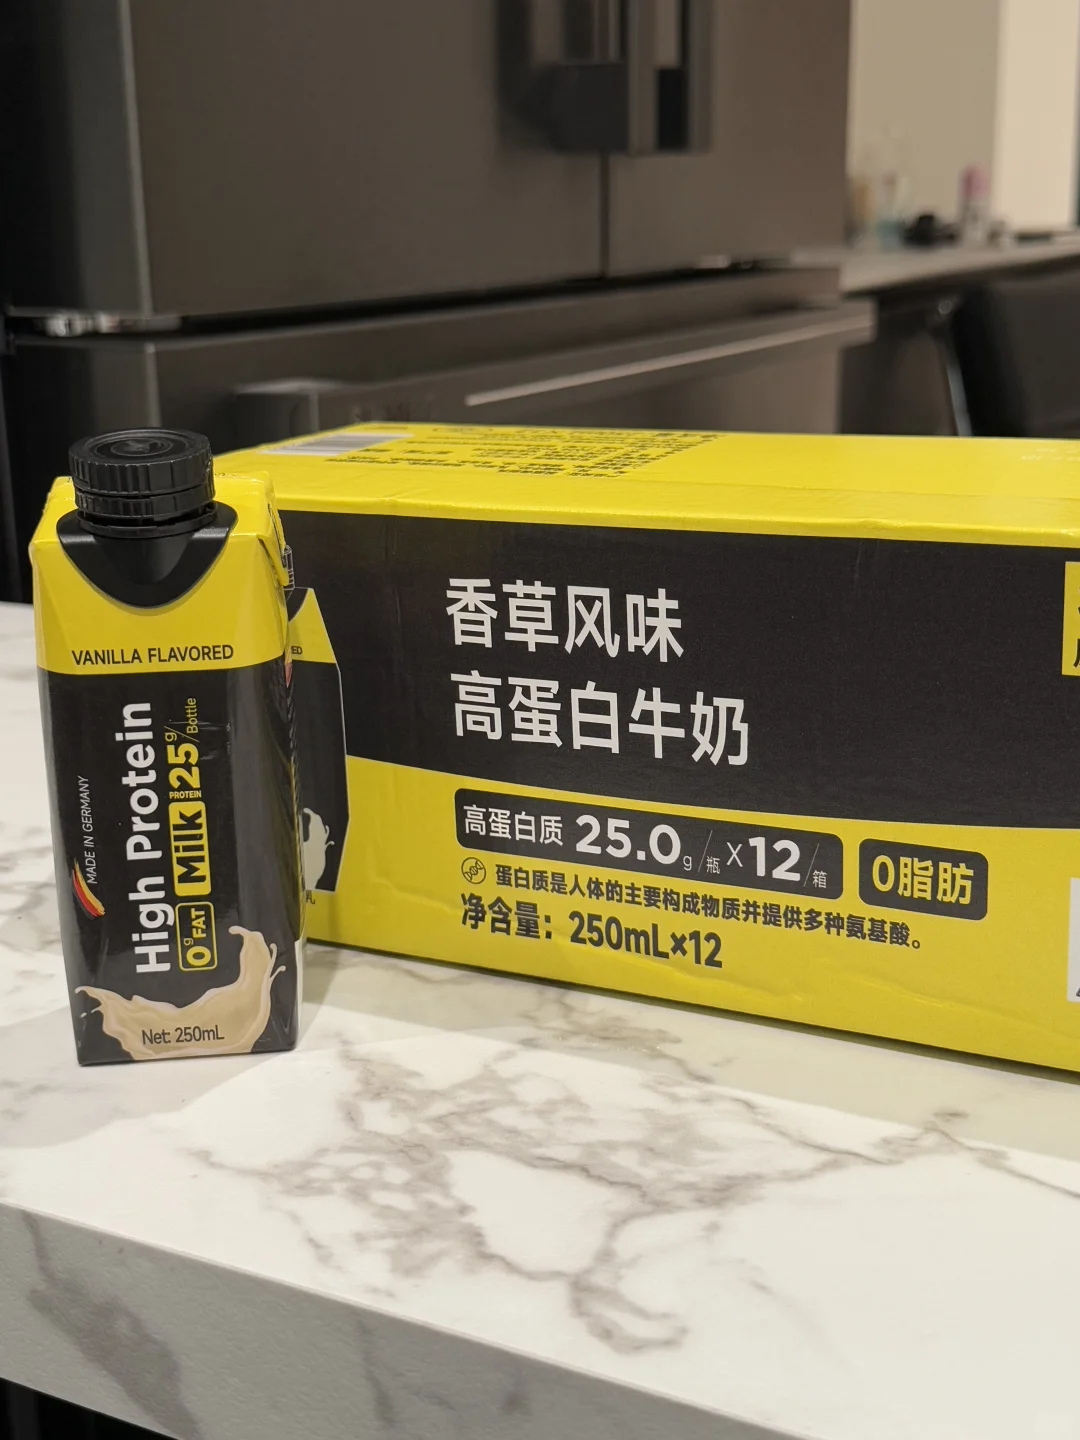 VANILLA FLAVORED
MADE IN GERMANY
High Protein
0g FAT Milk PROTEIN 25g/Bottle
Net: 250mL
ED
香草风味
高蛋白牛奶
高蛋白质 25.0g/瓶 X12/箱
0脂肪
蛋白质是人体的主要构成物质并提供多种氨基酸。
净含量：250mL×12